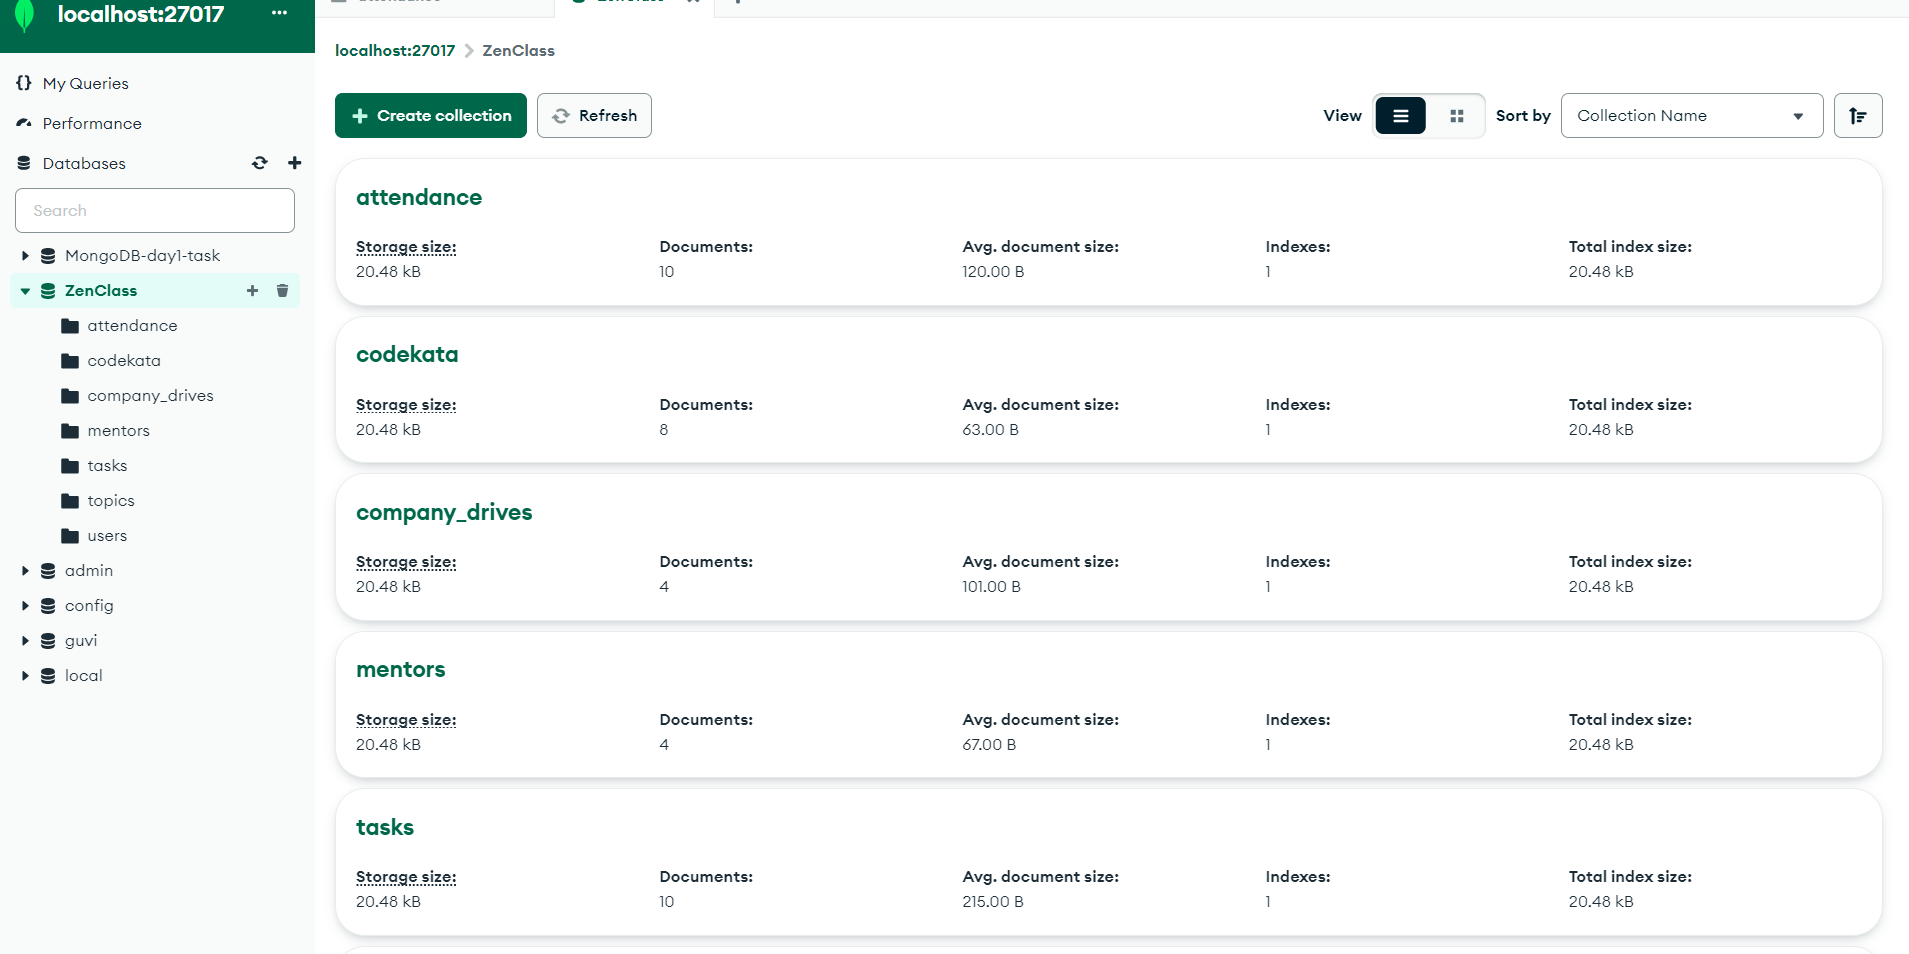 localhost:27017
{} My Queries
Performance
Databases
Search
MongoDB-day1-task
ZenClass
attendance
codekata
company_drives
mentors
tasks
topics
users
admin
config
guvi
local
localhost:27017 > ZenClass
+ Create collection Refresh View Sort by Collection Name
attendance
Storage size: Documents: Avg. document size: Indexes: Total index size:
20.48 kB 10 120.00 B 1 20.48 kB
codekata
Storage size: Documents: Avg. document size: Indexes: Total index size:
20.48 kB 8 63.00 B 1 20.48 kB
company_drives
Storage size: Documents: Avg. document size: Indexes: Total index size:
20.48 kB 4 101.00 B 1 20.48 kB
mentors
Storage size: Documents: Avg. document size: Indexes: Total index size:
20.48 kB 4 67.00 B 1 20.48 kB
tasks
Storage size: Documents: Avg. document size: Indexes: Total index size:
20.48 kB 10 215.00 B 1 20.48 kB